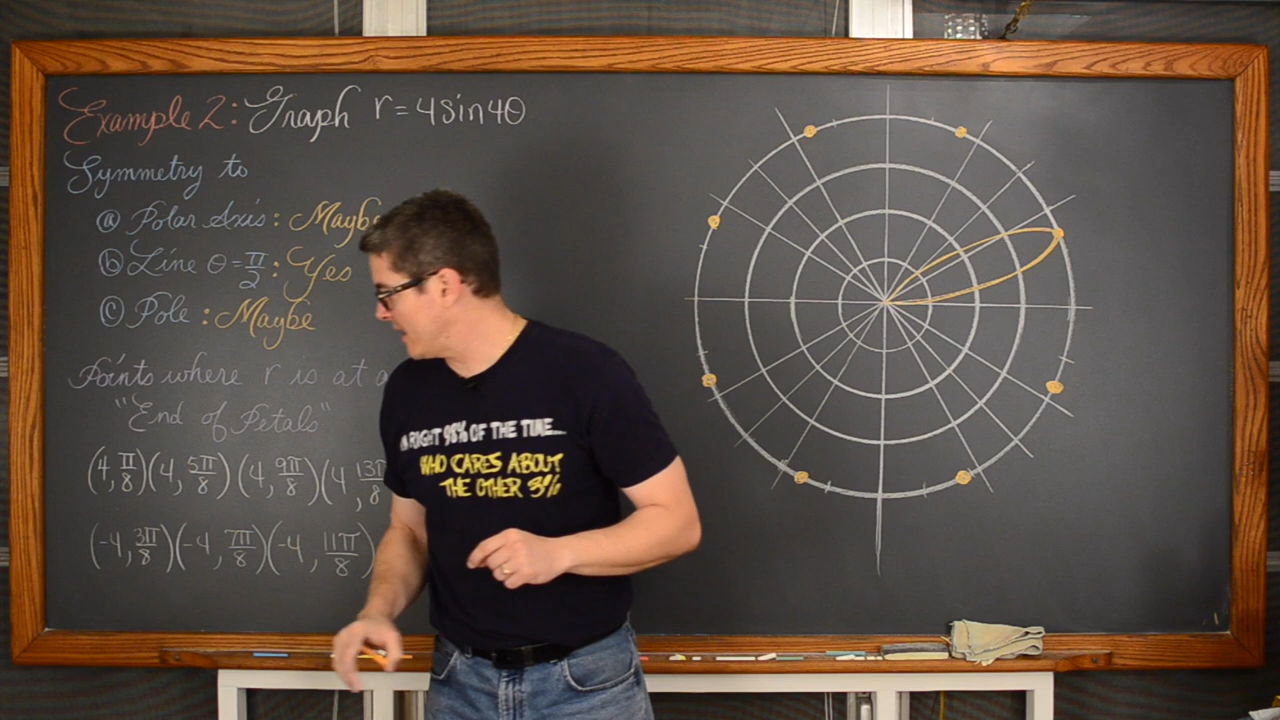 Example 2: Graph r = 4sin4θ
Symmetry to
ⓐ Polar Axis: Maybe
ⓑ Line θ = π/2 : Yes
ⓒ Pole : Maybe
Points where r is at a
"End of Petals"
(4, π/8)(4, 5π/8)(4, 9π/8)(4, 13π/8
(-4, 3π/8)(-4, 7π/8)(-4, 11π/8)
RIGHT 98% OF THE TIME...
WHO CARES ABOUT
THE OTHER 3%